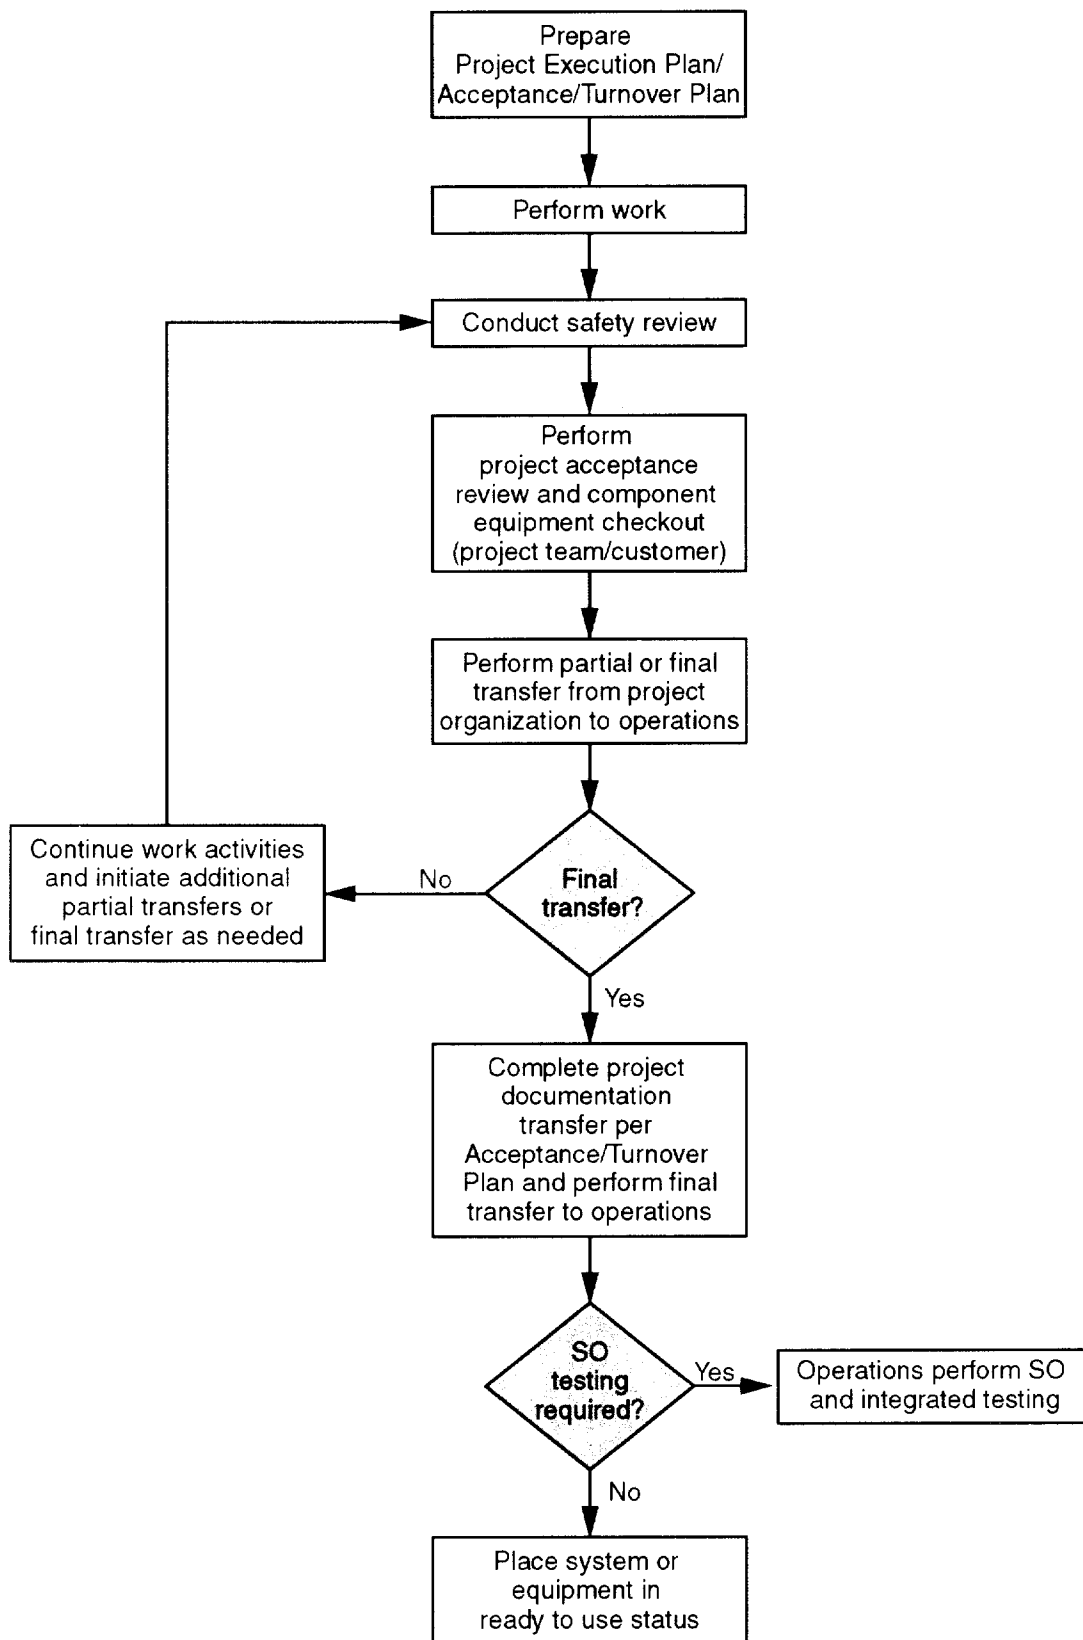 Prepare
Project Execution Plan/
Acceptance/Turnover Plan
Perform work
Conduct safety review
Perform
project acceptance
review and component
equipment checkout
(project team/customer)
Perform partial or final
transfer from project
organization to operations
Continue work activities
and initiate additional
partial transfers or
final transfer as needed
No
Final
transfer?
Yes
Complete project
documentation
transfer per
Acceptance/Turnover
Plan and perform final
transfer to operations
SO
testing
required?
Yes
Operations perform SO
and integrated testing
No
Place system or
equipment in
ready to use status